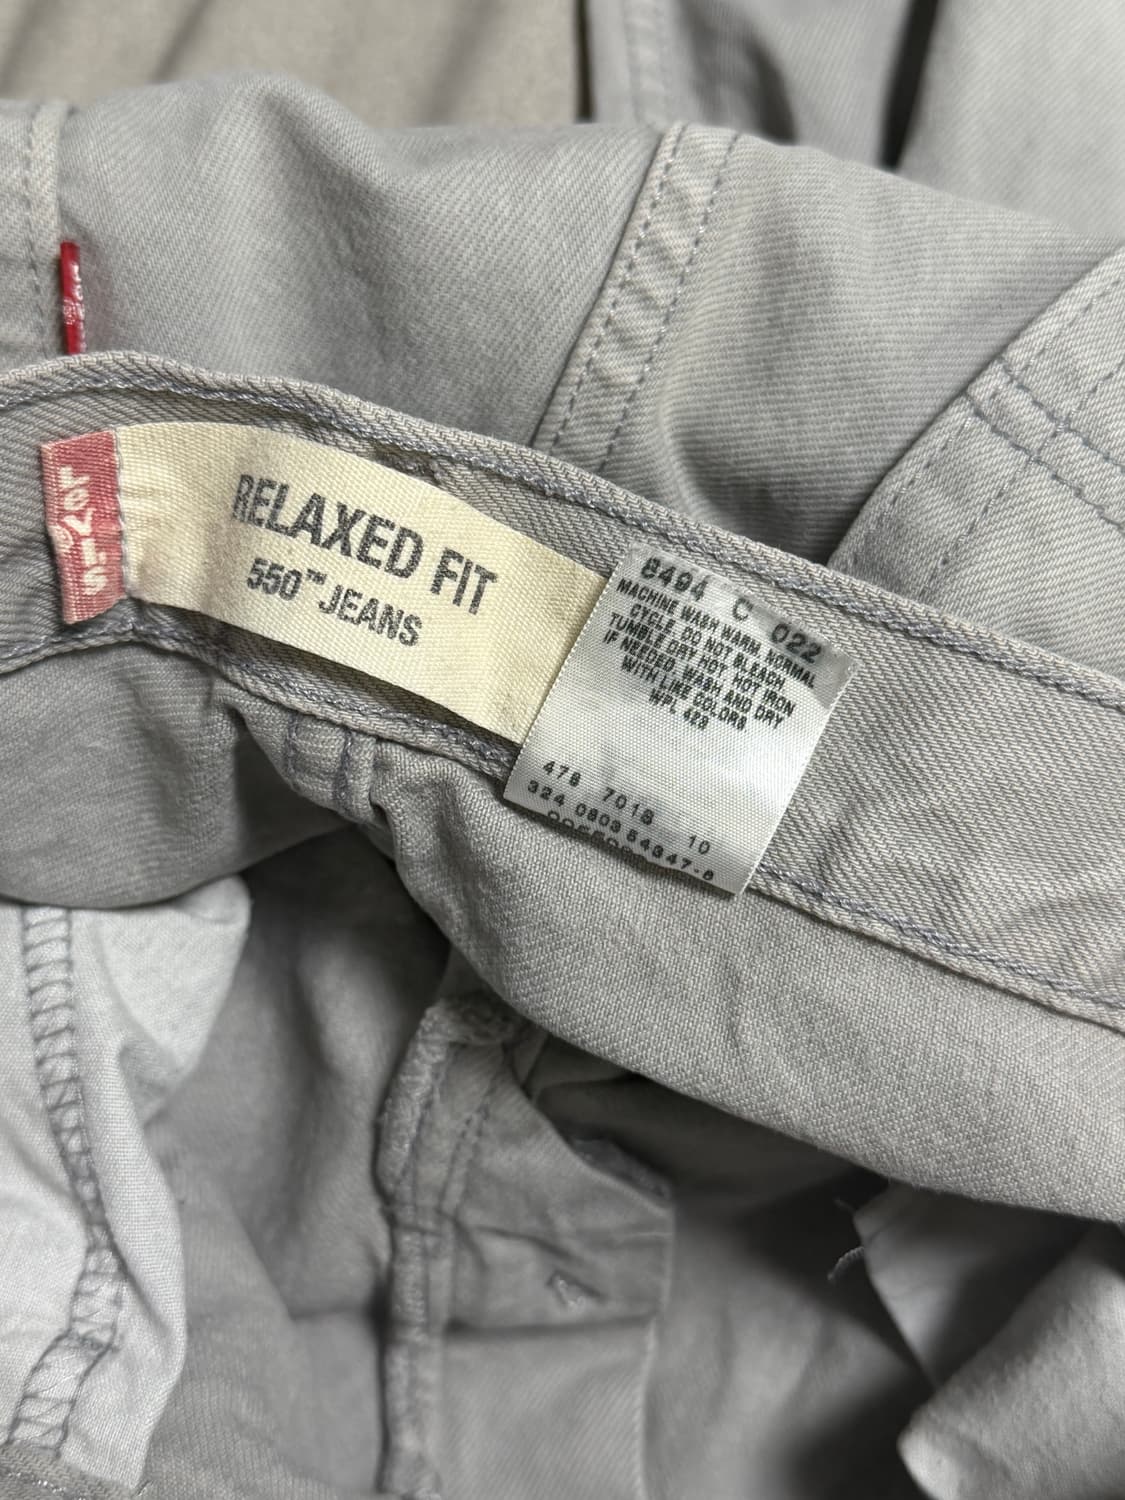 Levi's
RELAXED FIT
550™ JEANS
8494 C 022
MACHINE WASH WARM, NORMAL
CYCLE. DO NOT BLEACH.
TUMBLE DRY HOT. HOT IRON
IF NEEDED. WASH AND DRY
WITH LIKE COLORS.
WPL 423
478 7018 10
324 0803 54347-8